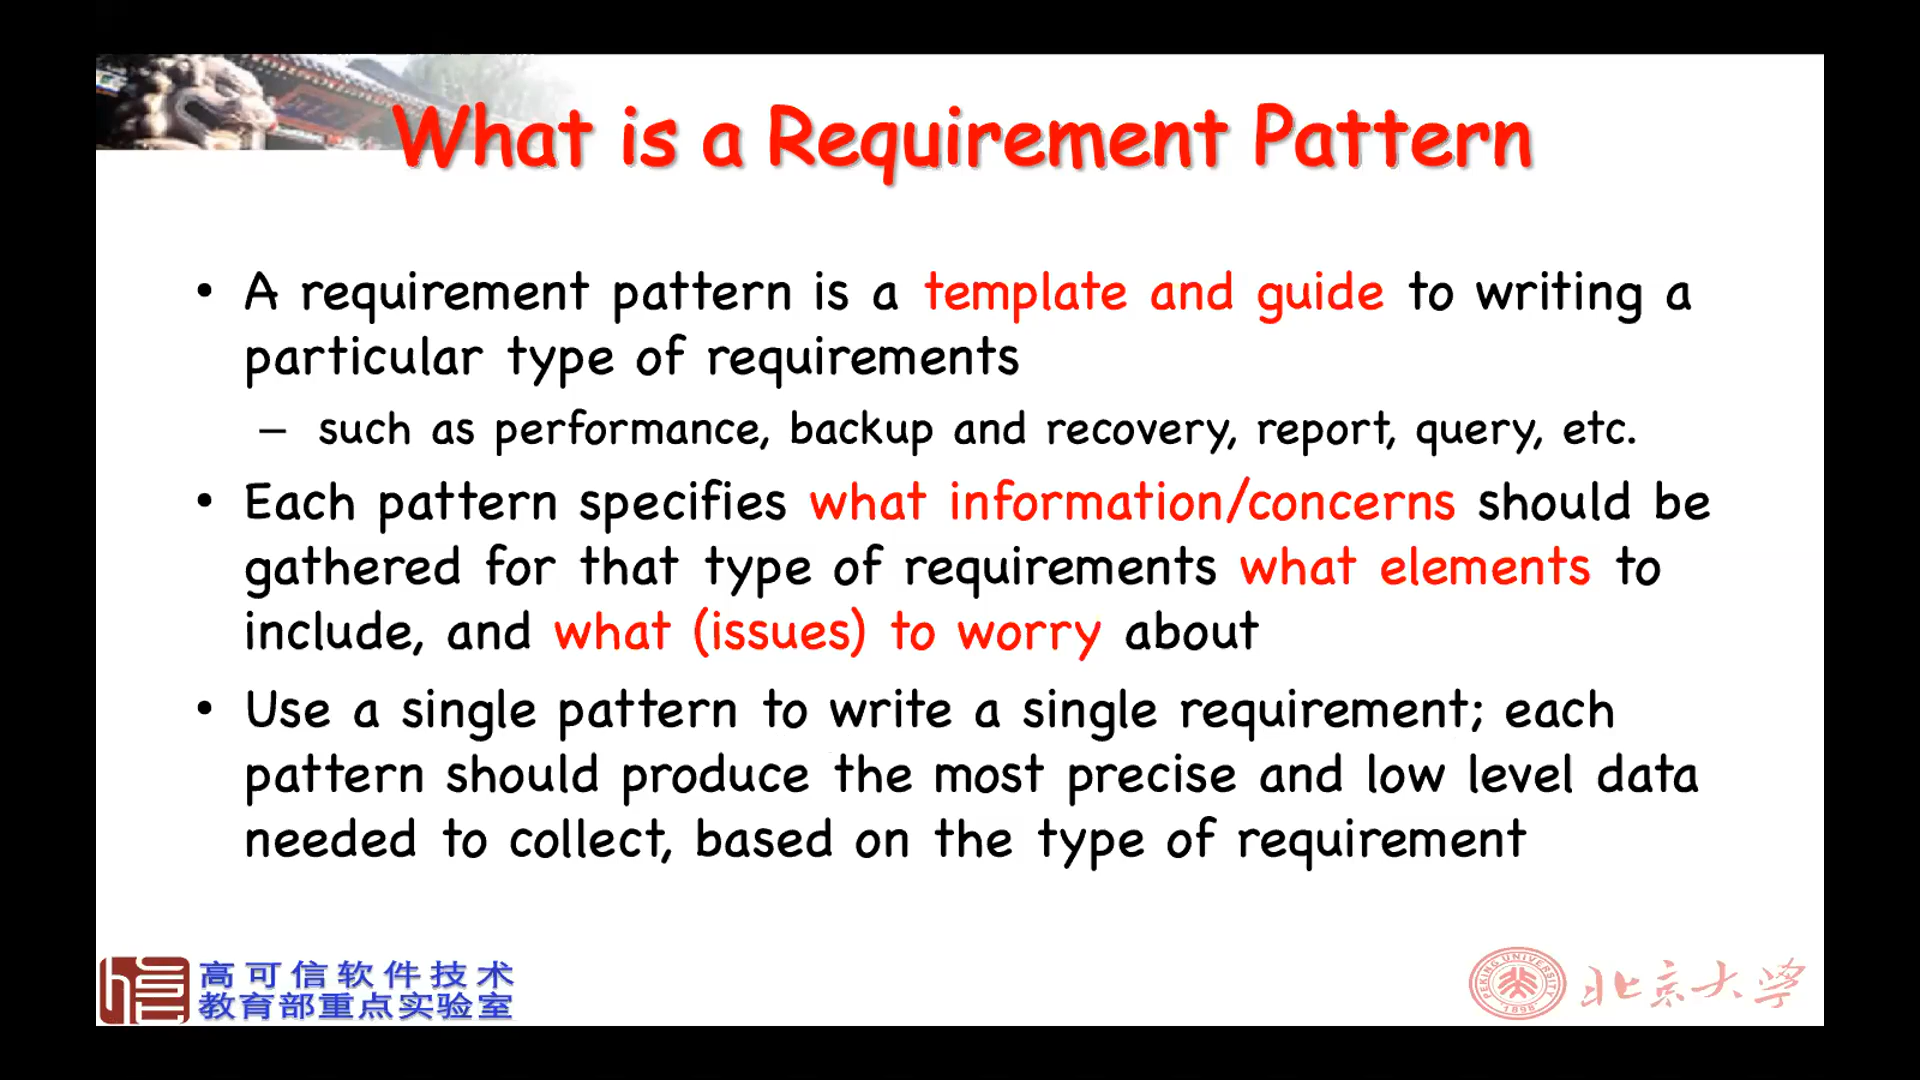 What is a Requirement Pattern
• A requirement pattern is a template and guide to writing a
particular type of requirements
– such as performance, backup and recovery, report, query, etc.
• Each pattern specifies what information/concerns should be
gathered for that type of requirements what elements to
include, and what (issues) to worry about
• Use a single pattern to write a single requirement; each
pattern should produce the most precise and low level data
needed to collect, based on the type of requirement
高可信软件技术
教育部重点实验室
PEKING UNIVERSITY
1898
北京大学